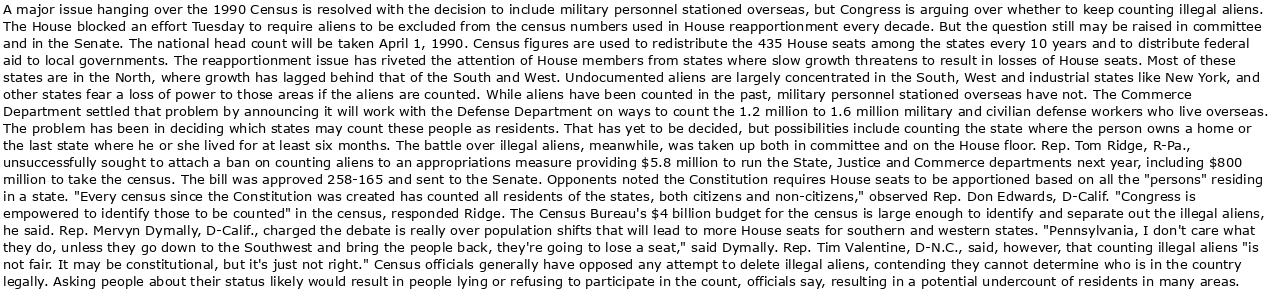 A major issue hanging over the 1990 Census is resolved with the decision to include military personnel stationed overseas, but Congress is arguing over whether to keep counting illegal aliens.
The House blocked an effort Tuesday to require aliens to be excluded from the census numbers used in House reapportionment every decade. But the question still may be raised in committee
and in the Senate. The national head count will be taken April 1, 1990. Census figures are used to redistribute the 435 House seats among the states every 10 years and to distribute federal
aid to local governments. The reapportionment issue has riveted the attention of House members from states where slow growth threatens to result in losses of House seats. Most of these
states are in the North, where growth has lagged behind that of the South and West. Undocumented aliens are largely concentrated in the South, West and industrial states like New York, and
other states fear a loss of power to those areas if the aliens are counted. While aliens have been counted in the past, military personnel stationed overseas have not. The Commerce
Department settled that problem by announcing it will work with the Defense Department on ways to count the 1.2 million to 1.6 million military and civilian defense workers who live overseas.
The problem has been in deciding which states may count these people as residents. That has yet to be decided, but possibilities include counting the state where the person owns a home or
the last state where he or she lived for at least six months. The battle over illegal aliens, meanwhile, was taken up both in committee and on the House floor. Rep. Tom Ridge, R-Pa.,
unsuccessfully sought to attach a ban on counting aliens to an appropriations measure providing $5.8 million to run the State, Justice and Commerce departments next year, including $800
million to take the census. The bill was approved 258-165 and sent to the Senate. Opponents noted the Constitution requires House seats to be apportioned based on all the "persons" residing
in a state. "Every census since the Constitution was created has counted all residents of the states, both citizens and non-citizens," observed Rep. Don Edwards, D-Calif. "Congress is
empowered to identify those to be counted" in the census, responded Ridge. The Census Bureau's $4 billion budget for the census is large enough to identify and separate out the illegal aliens,
he said. Rep. Mervyn Dymally, D-Calif., charged the debate is really over population shifts that will lead to more House seats for southern and western states. "Pennsylvania, I don't care what
they do, unless they go down to the Southwest and bring the people back, they're going to lose a seat," said Dymally. Rep. Tim Valentine, D-N.C., said, however, that counting illegal aliens "is
not fair. It may be constitutional, but it's just not right." Census officials generally have opposed any attempt to delete illegal aliens, contending they cannot determine who is in the country
legally. Asking people about their status likely would result in people lying or refusing to participate in the count, officials say, resulting in a potential undercount of residents in many areas.